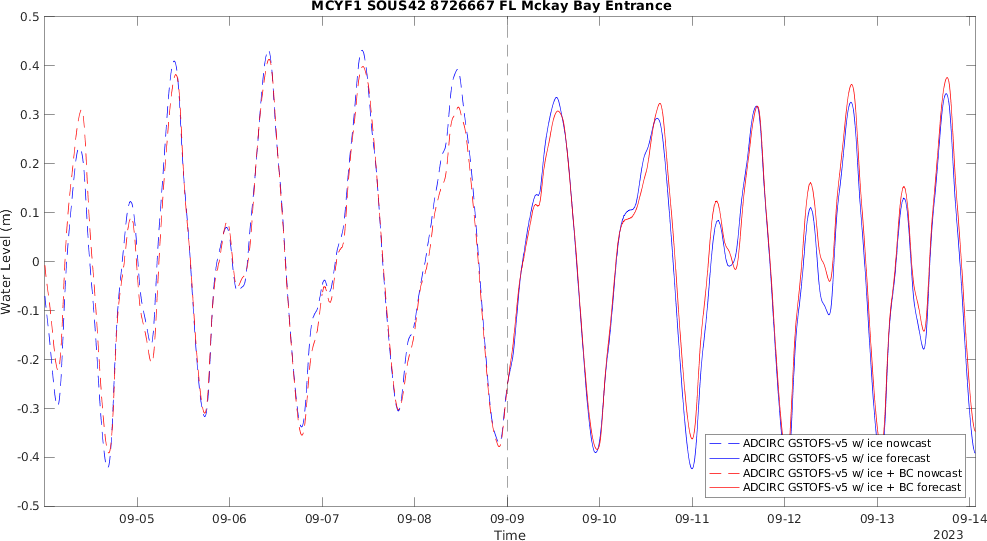 MCYF1 SOUS42 8726667 FL Mckay Bay Entrance
0.5
0.4
0.3
0.2
0.1
0
-0.1
-0.2
-0.3
-0.4
-0.5
Water Level (m)
ADCIRC GSTOFS-v5 w/ ice nowcast
ADCIRC GSTOFS-v5 w/ ice forecast
ADCIRC GSTOFS-v5 w/ ice + BC nowcast
ADCIRC GSTOFS-v5 w/ ice + BC forecast
09-05 09-06 09-07 09-08 09-09 09-10 09-11 09-12 09-13 09-14
Time
2023